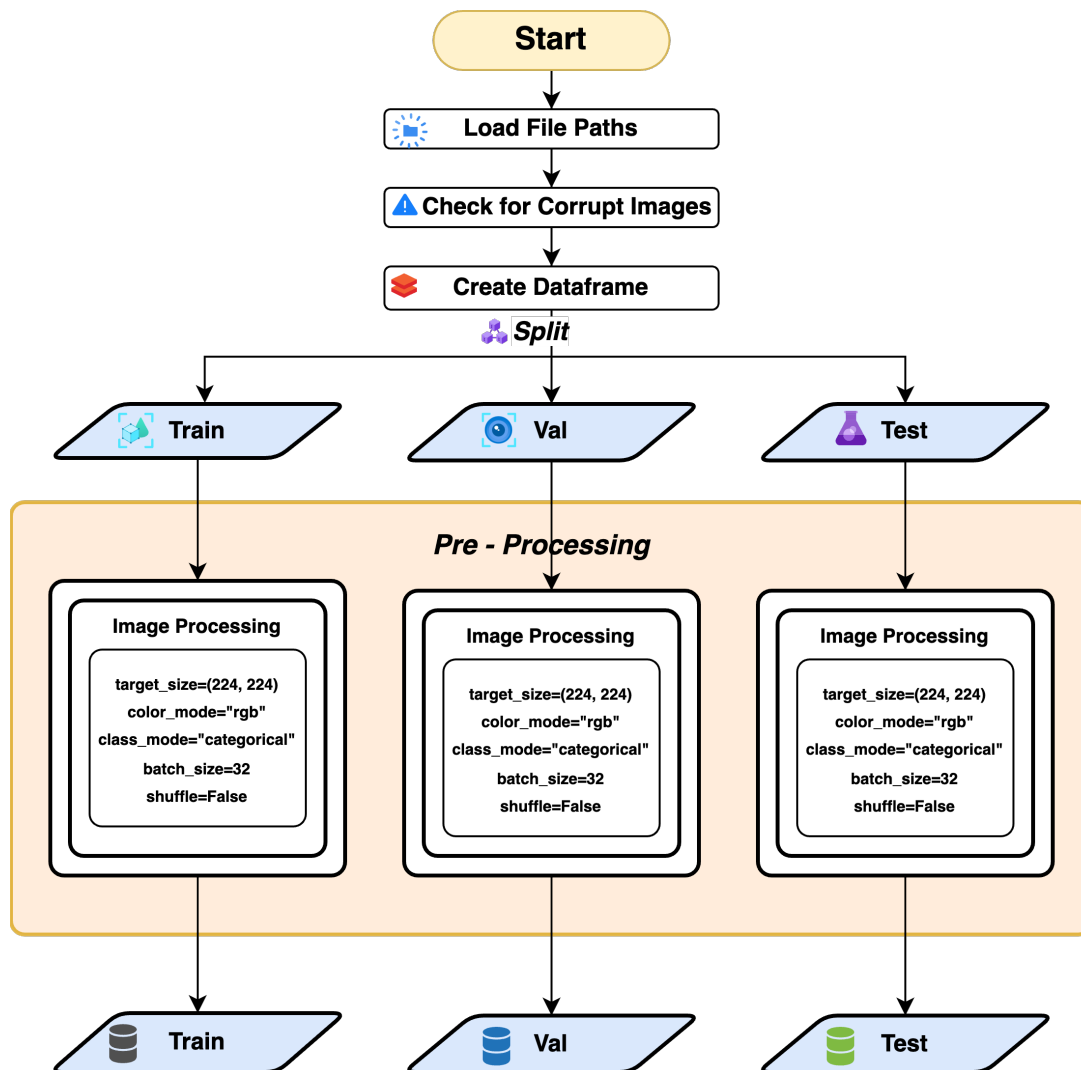 Start
Load File Paths
Check for Corrupt Images
Create Dataframe
Split
Train
Val
Test
Pre - Processing
Image Processing
target_size=(224, 224)
color_mode="rgb"
class_mode="categorical"
batch_size=32
shuffle=False
Image Processing
target_size=(224, 224)
color_mode="rgb"
class_mode="categorical"
batch_size=32
shuffle=False
Image Processing
target_size=(224, 224)
color_mode="rgb"
class_mode="categorical"
batch_size=32
shuffle=False
Train
Val
Test